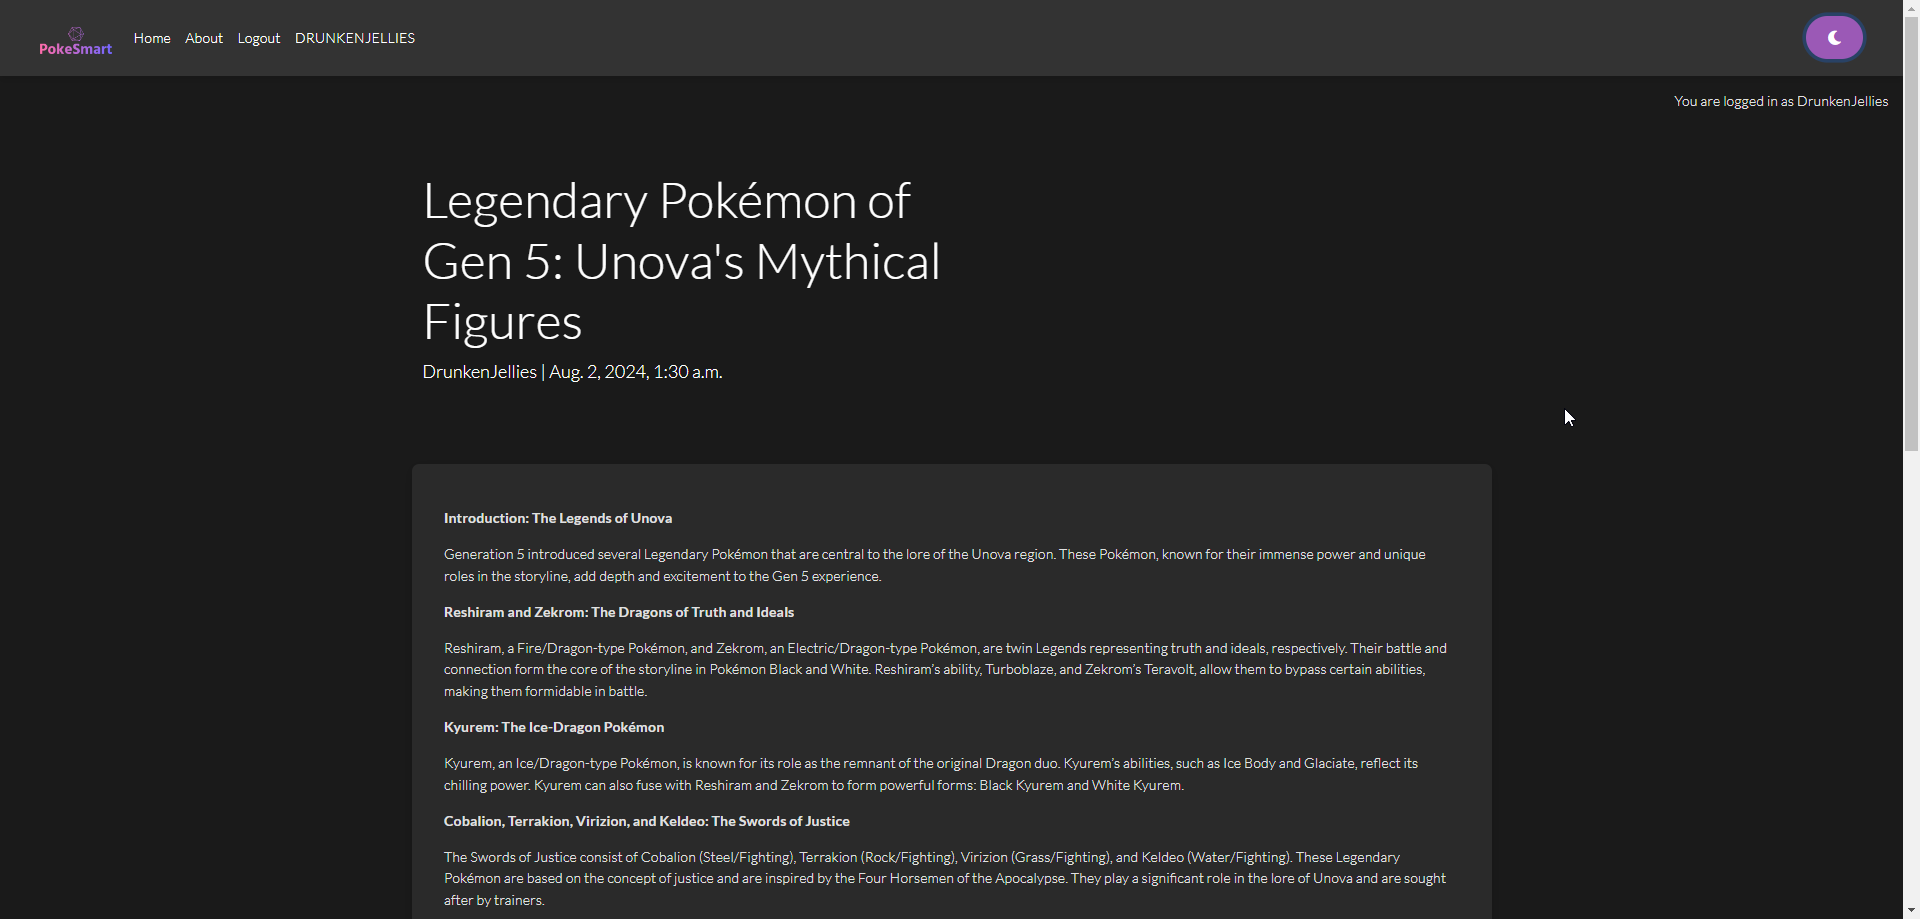 PokeSmart Home About Logout DRUNKENJELLIES
You are logged in as DrunkenJellies
Legendary Pokémon of
Gen 5: Unova's Mythical
Figures
DrunkenJellies | Aug. 2, 2024, 1:30 a.m.
Introduction: The Legends of Unova
Generation 5 introduced several Legendary Pokémon that are central to the lore of the Unova region. These Pokémon, known for their immense power and unique
roles in the storyline, add depth and excitement to the Gen 5 experience.
Reshiram and Zekrom: The Dragons of Truth and Ideals
Reshiram, a Fire/Dragon-type Pokémon, and Zekrom, an Electric/Dragon-type Pokémon, are twin Legends representing truth and ideals, respectively. Their battle and
connection form the core of the storyline in Pokémon Black and White. Reshiram’s ability, Turboblaze, and Zekrom’s Teravolt, allow them to bypass certain abilities,
making them formidable in battle.
Kyurem: The Ice-Dragon Pokémon
Kyurem, an Ice/Dragon-type Pokémon, is known for its role as the remnant of the original Dragon duo. Kyurem’s abilities, such as Ice Body and Glaciate, reflect its
chilling power. Kyurem can also fuse with Reshiram and Zekrom to form powerful forms: Black Kyurem and White Kyurem.
Cobalion, Terrakion, Virizion, and Keldeo: The Swords of Justice
The Swords of Justice consist of Cobalion (Steel/Fighting), Terrakion (Rock/Fighting), Virizion (Grass/Fighting), and Keldeo (Water/Fighting). These Legendary
Pokémon are based on the concept of justice and are inspired by the Four Horsemen of the Apocalypse. They play a significant role in the lore of Unova and are sought
after by trainers.